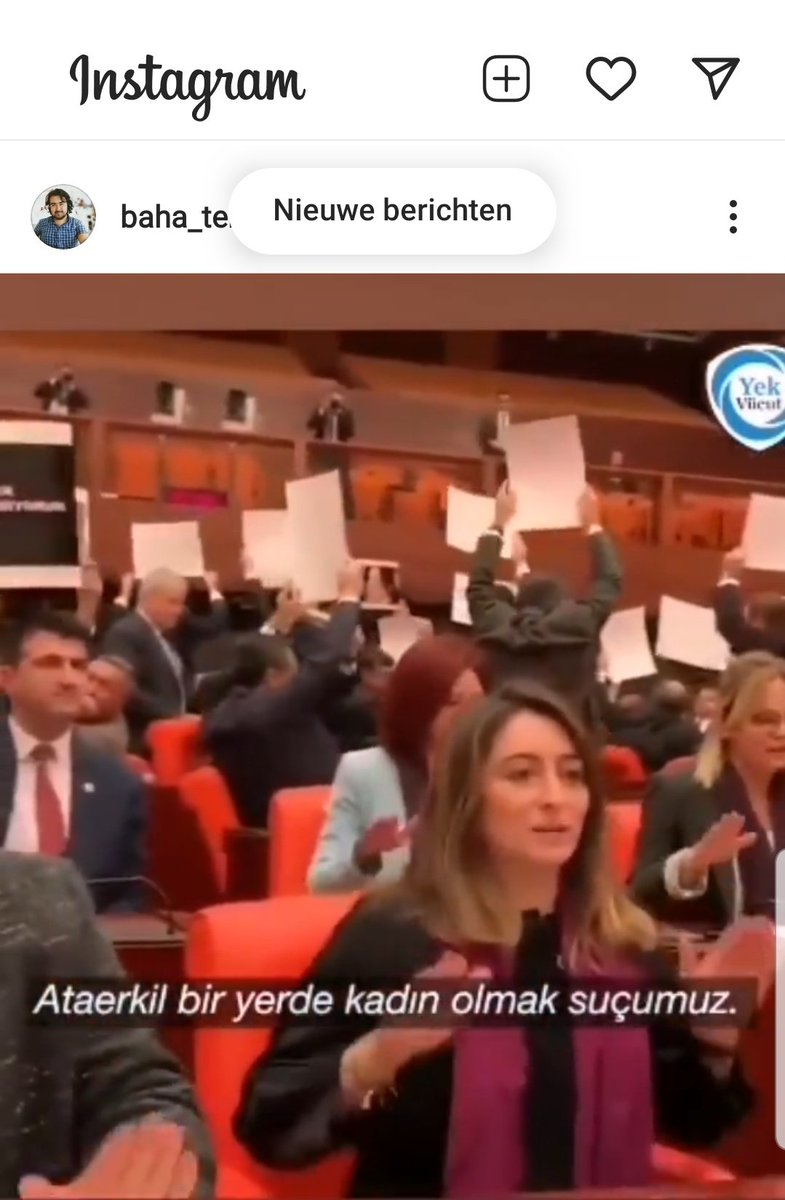 Instagram
baha_te
Nieuwe berichten
Yek
Vücut
Ataerkil bir yerde kadın olmak suçumuz.